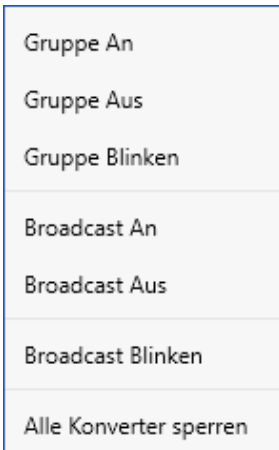 Gruppe An
Gruppe Aus
Gruppe Blinken
Broadcast An
Broadcast Aus
Broadcast Blinken
Alle Konverter sperren